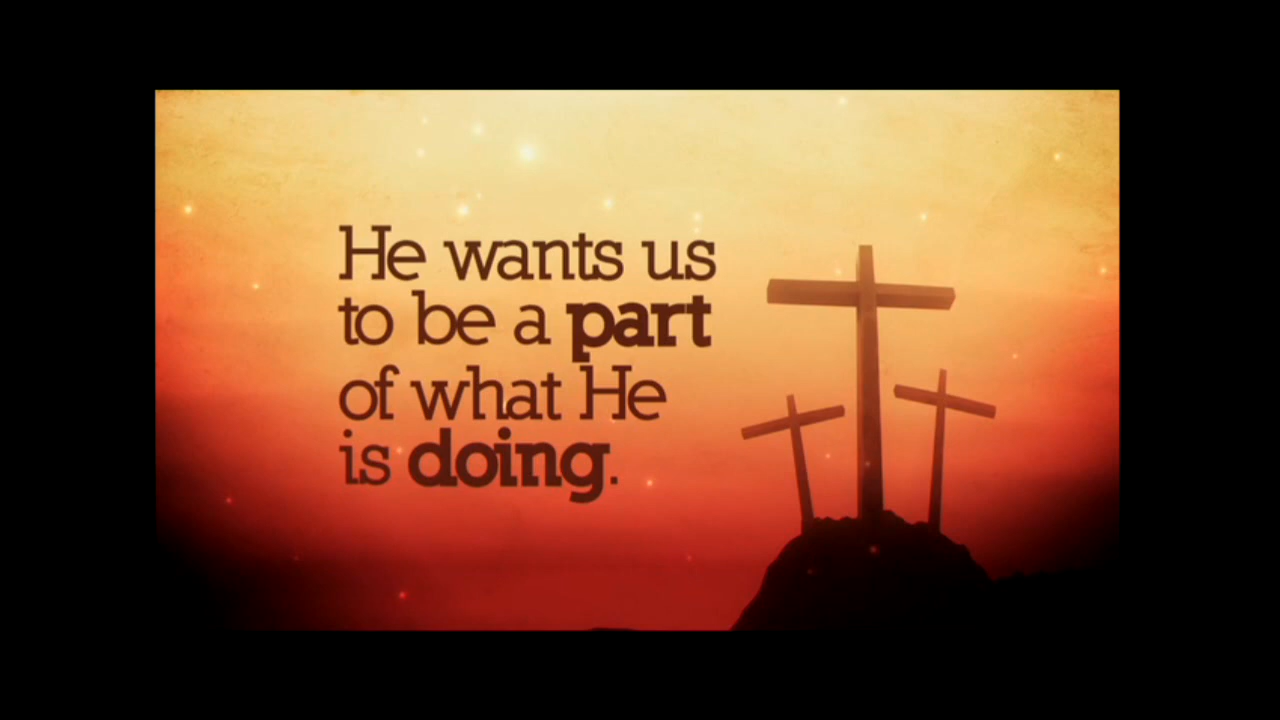 He wants us
to be a part
of what He
is doing.